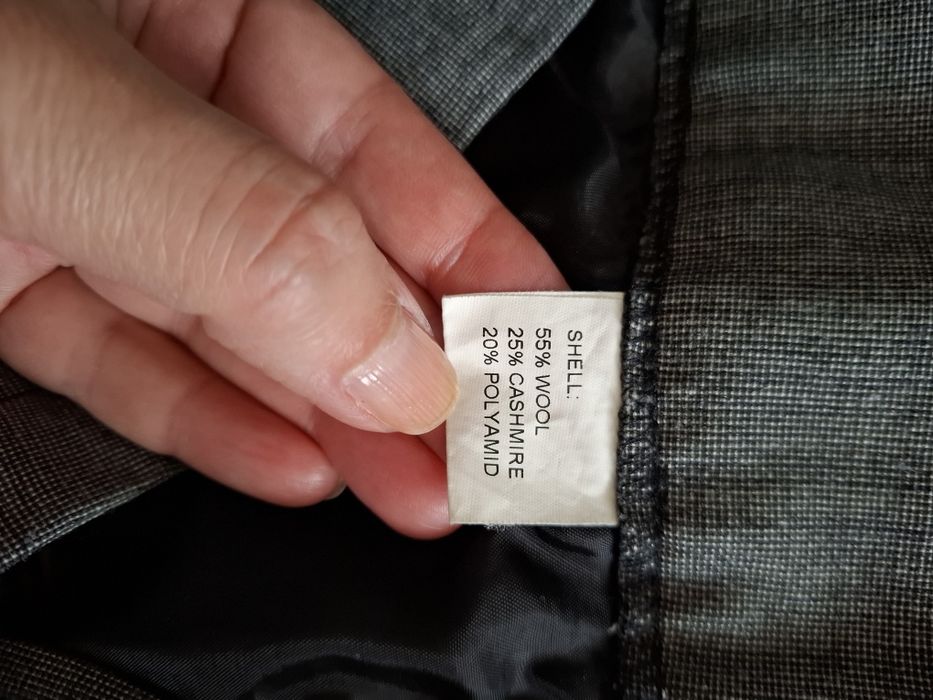 SHELL:
55% WOOL
25% CASHMIRE
20% POLYAMID